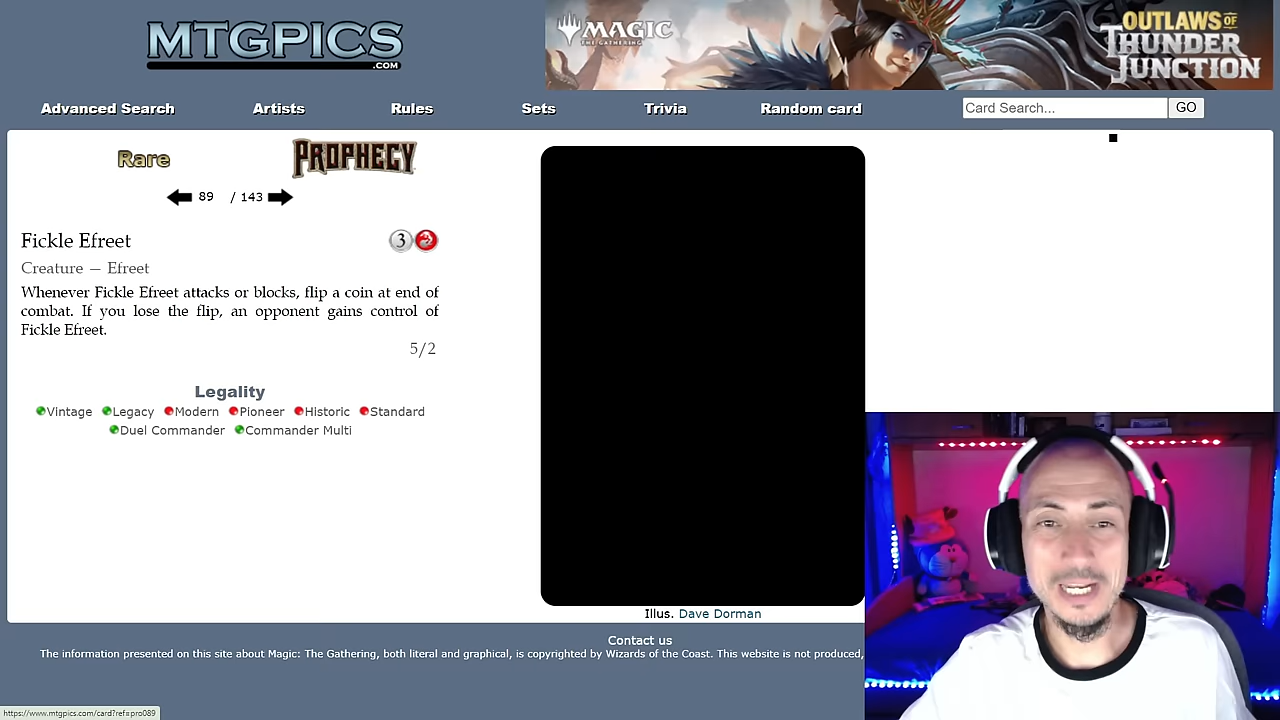 MTGPICS
.COM
MAGIC
THE GATHERING
OUTLAWS OF
THUNDER
JUNCTION
Advanced Search Artists Rules Sets Trivia Random card Card Search... GO
Rare PROPHECY
89 / 143
Fickle Efreet 3
Creature — Efreet
Whenever Fickle Efreet attacks or blocks, flip a coin at end of
combat. If you lose the flip, an opponent gains control of
Fickle Efreet.
5/2
Legality
Vintage Legacy Modern Pioneer Historic Standard
Duel Commander Commander Multi
Illus. Dave Dorman
Contact us
The information presented on this site about Magic: The Gathering, both literal and graphical, is copyrighted by Wizards of the Coast. This website is not produced,
https://www.mtgpics.com/card?ref=pro089